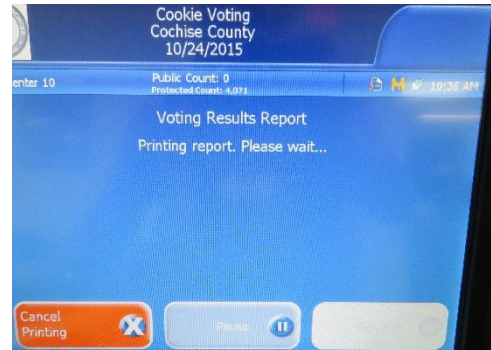 Cookie Voting
Cochise County
10/24/2015
enter 10
Public Count: 0
Protected Count: 4,071
10:36 AM
Voting Results Report
Printing report. Please wait...
Cancel
Printing
Pause